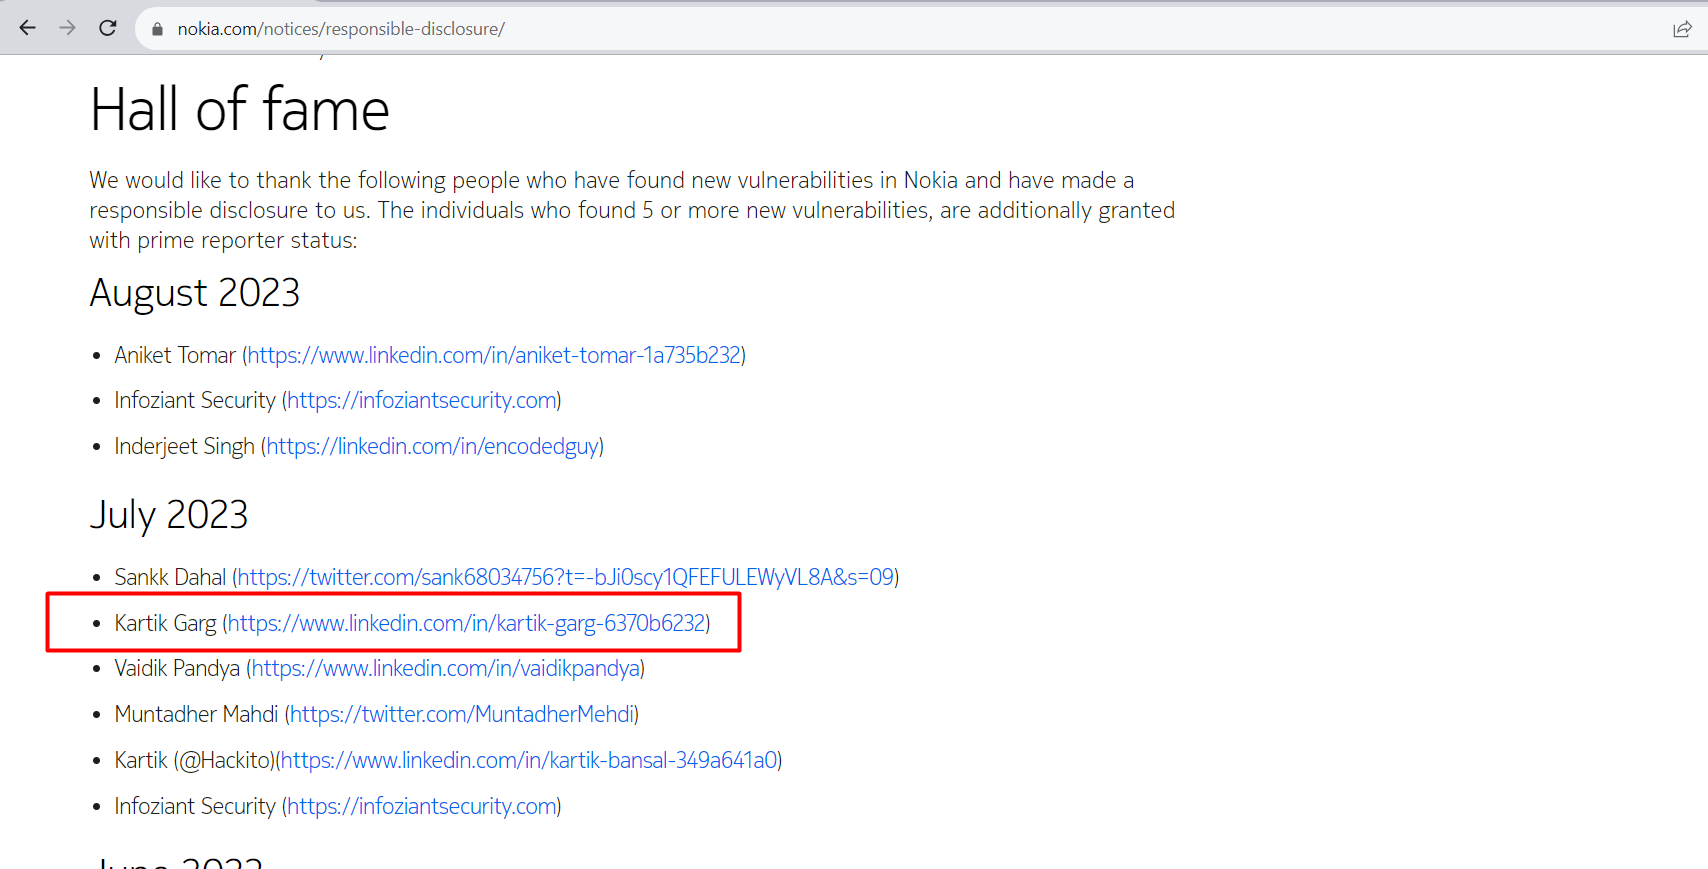 nokia.com/notices/responsible-disclosure/
Hall of fame
We would like to thank the following people who have found new vulnerabilities in Nokia and have made a
responsible disclosure to us. The individuals who found 5 or more new vulnerabilities, are additionally granted
with prime reporter status:
August 2023
• Aniket Tomar (https://www.linkedin.com/in/aniket-tomar-1a735b232)
• Infoziant Security (https://infoziantsecurity.com)
• Inderjeet Singh (https://linkedin.com/in/encodedguy)
July 2023
• Sankk Dahal (https://twitter.com/sank68034756?t=-bJi0scy1QFEFULEWyVL8A&s=09)
• Kartik Garg (https://www.linkedin.com/in/kartik-garg-6370b6232)
• Vaidik Pandya (https://www.linkedin.com/in/vaidikpandya)
• Muntadher Mahdi (https://twitter.com/MuntadherMehdi)
• Kartik (@Hackito)(https://www.linkedin.com/in/kartik-bansal-349a641a0)
• Infoziant Security (https://infoziantsecurity.com)
June 2023